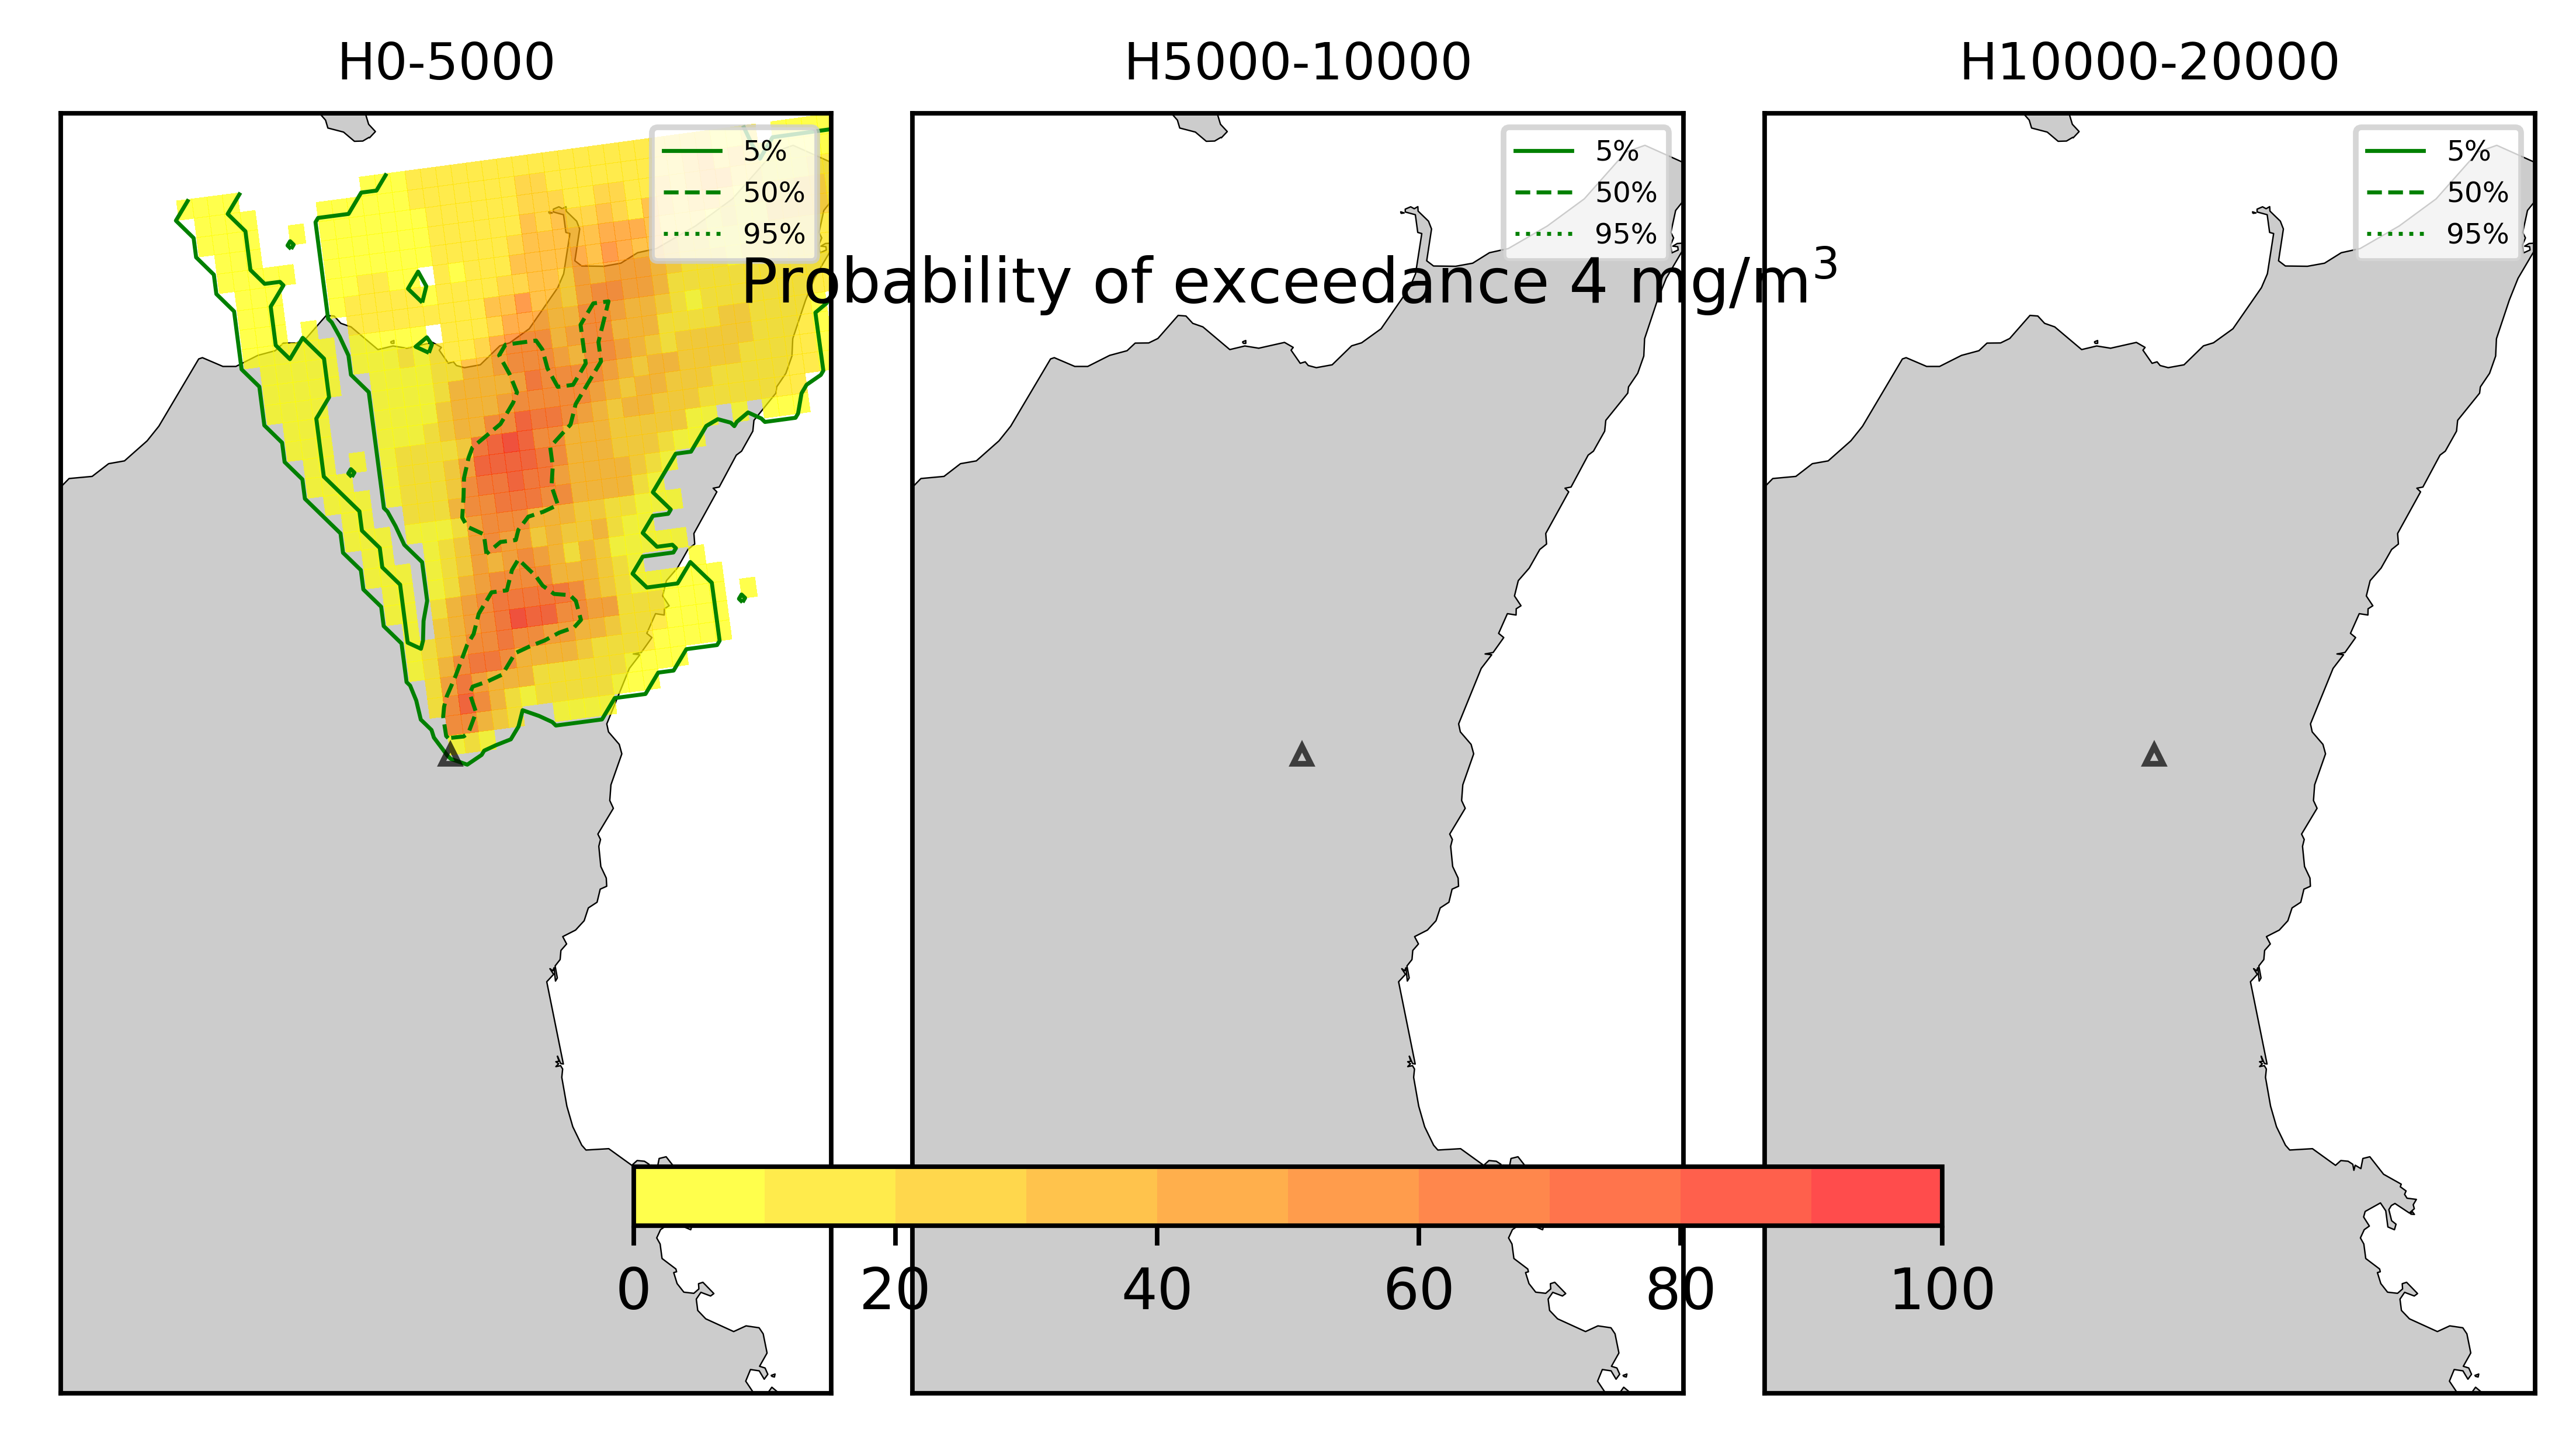 H0-5000 H5000-10000 H10000-20000
5% 5% 5%
50% 50% 50%
95% 95% 95%
Probability of exceedance 4 mg/m³
0 20 40 60 80 100